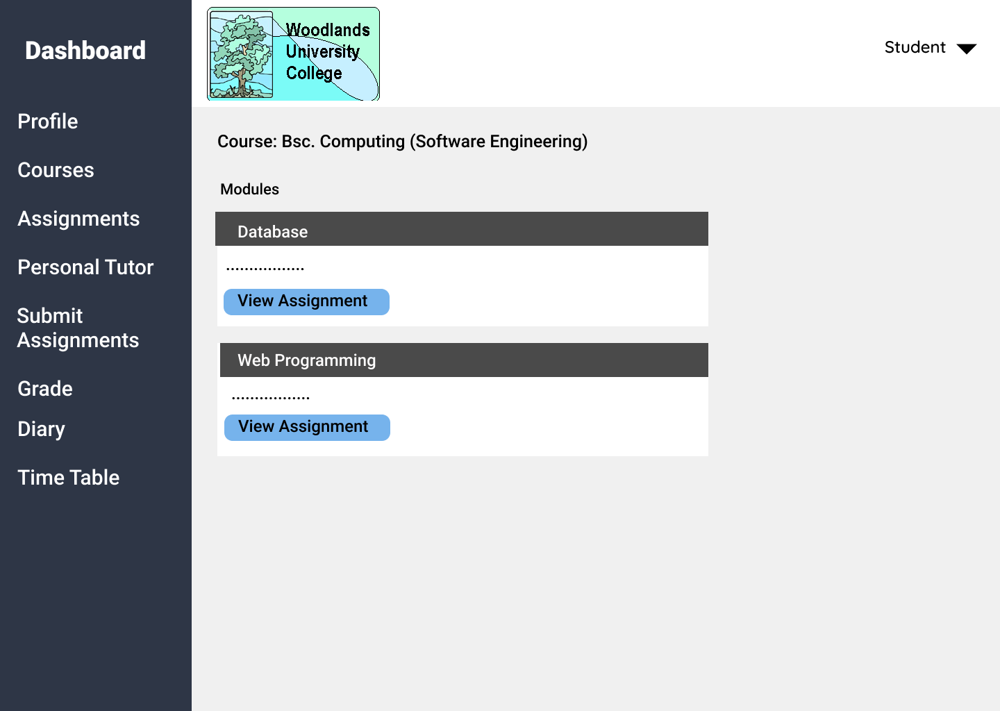 Dashboard
Profile
Courses
Assignments
Personal Tutor
Submit
Assignments
Grade
Diary
Time Table
Woodlands
University
College
Student
Course: Bsc. Computing (Software Engineering)
Modules
Database
.................
View Assignment
Web Programming
.................
View Assignment